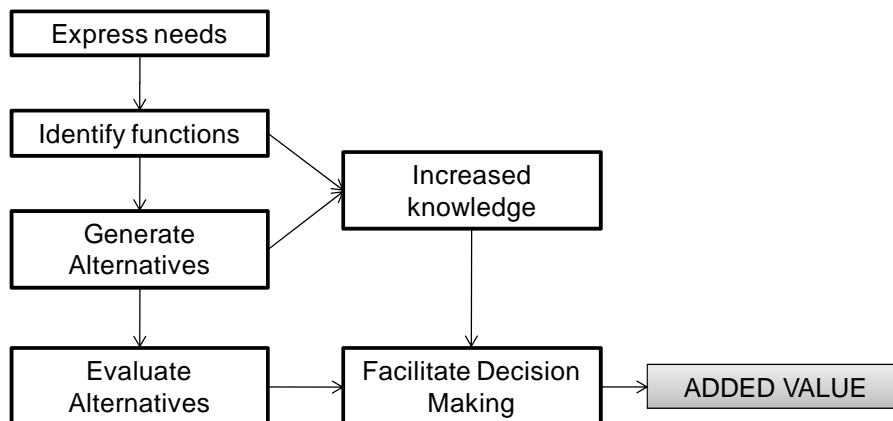 Express needs
Identify functions
Increased
knowledge
Generate
Alternatives
Evaluate
Alternatives
Facilitate Decision
Making
ADDED VALUE